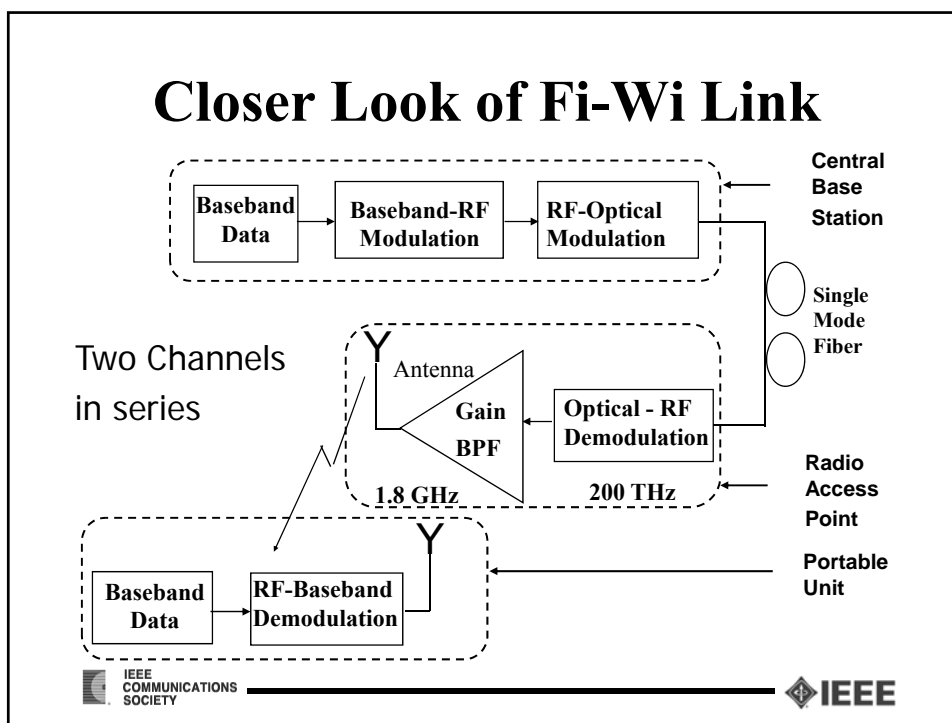 Closer Look of Fi-Wi Link
Central
Base
Station
Baseband
Data
Baseband-RF
Modulation
RF-Optical
Modulation
Single
Mode
Fiber
Two Channels
in series
Antenna
Gain
BPF
Optical - RF
Demodulation
1.8 GHz
200 THz
Radio
Access
Point
Portable
Unit
Baseband
Data
RF-Baseband
Demodulation
IEEE
COMMUNICATIONS
SOCIETY
IEEE